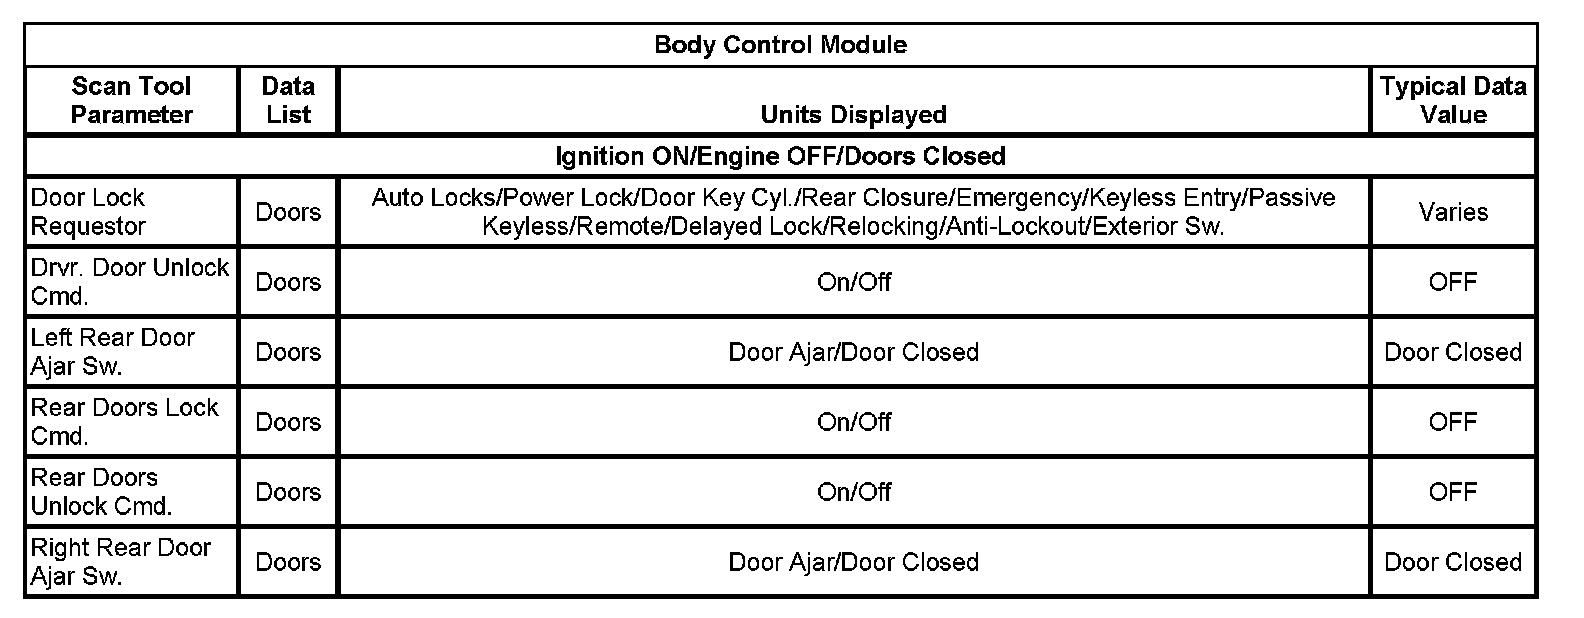 Body Control Module
Scan Tool
Parameter
Data
List
Units Displayed
Typical Data
Value
Ignition ON/Engine OFF/Doors Closed
Door Lock
Requestor
Doors
Auto Locks/Power Lock/Door Key Cyl./Rear Closure/Emergency/Keyless Entry/Passive
Keyless/Remote/Delayed Lock/Relocking/Anti-Lockout/Exterior Sw.
Varies
Drvr. Door Unlock
Cmd.
Doors
On/Off
OFF
Left Rear Door
Ajar Sw.
Doors
Door Ajar/Door Closed
Door Closed
Rear Doors Lock
Cmd.
Doors
On/Off
OFF
Rear Doors
Unlock Cmd.
Doors
On/Off
OFF
Right Rear Door
Ajar Sw.
Doors
Door Ajar/Door Closed
Door Closed